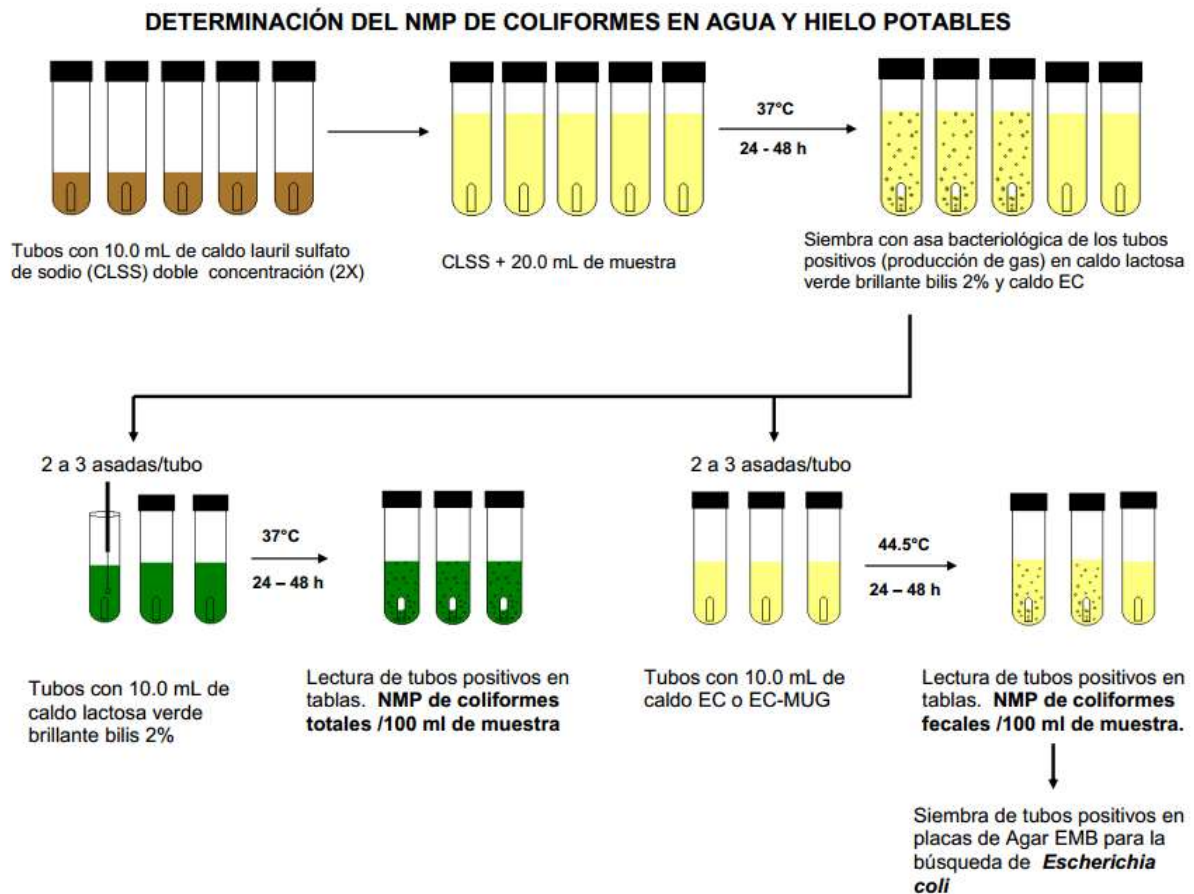 DETERMINACIÓN DEL NMP DE COLIFORMES EN AGUA Y HIELO POTABLES
37°C
24 - 48 h
Tubos con 10.0 mL de caldo lauril sulfato
de sodio (CLSS) doble concentración (2X)
CLSS + 20.0 mL de muestra
Siembra con asa bacteriológica de los tubos
positivos (producción de gas) en caldo lactosa
verde brillante bilis 2% y caldo EC
2 a 3 asadas/tubo
37°C
24 – 48 h
2 a 3 asadas/tubo
44.5°C
24 – 48 h
Tubos con 10.0 mL de
caldo lactosa verde
brillante bilis 2%
Lectura de tubos positivos en
tablas. NMP de coliformes
totales /100 ml de muestra
Tubos con 10.0 mL de
caldo EC o EC-MUG
Lectura de tubos positivos en
tablas. NMP de coliformes
fecales /100 ml de muestra.
Siembra de tubos positivos en
placas de Agar EMB para la
búsqueda de Escherichia
coli